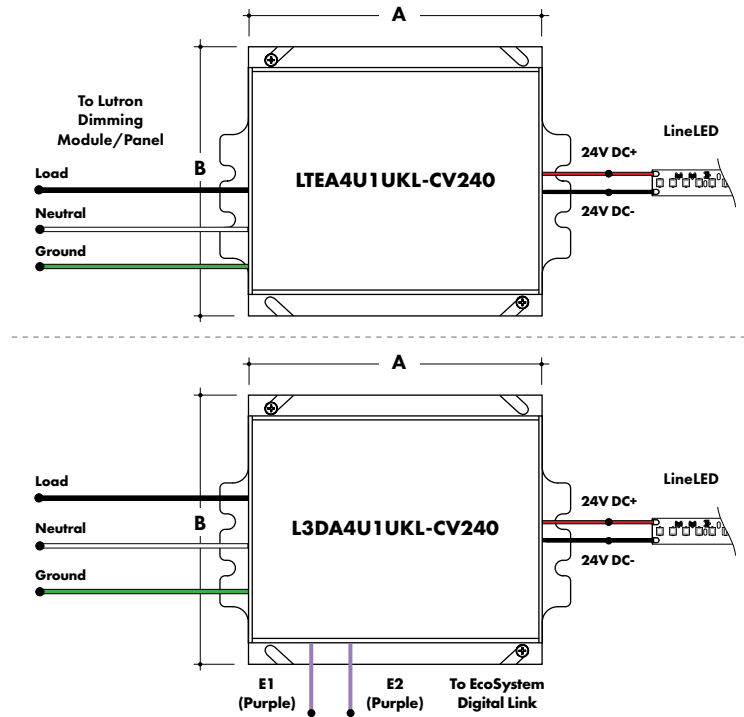 A
To Lutron
Dimming
Module/Panel
LineLED
24V DC+
B
Load
LTEA4U1UKL-CV240
24V DC-
Neutral
Ground
A
LineLED
Load
24V DC+
B
L3DA4U1UKL-CV240
Neutral
24V DC-
Ground
E1
(Purple)
E2
(Purple)
To EcoSystem
Digital Link